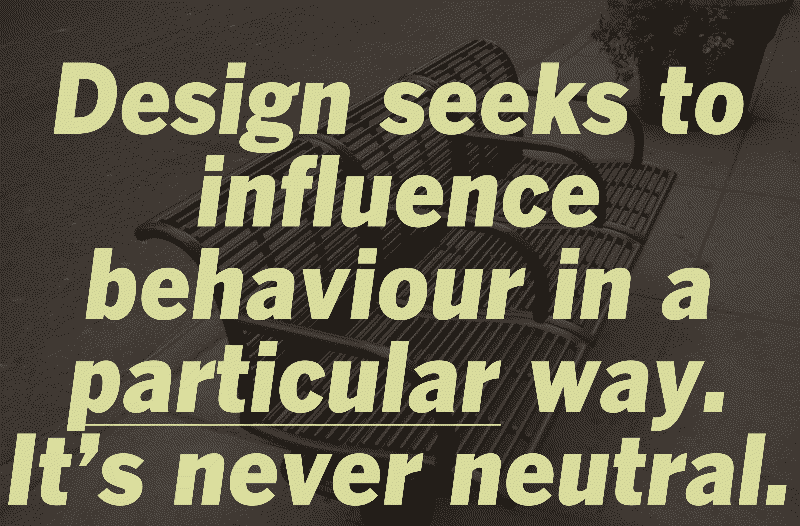 Design seeks to
influence
behaviour in a
particular way.
It’s never neutral.